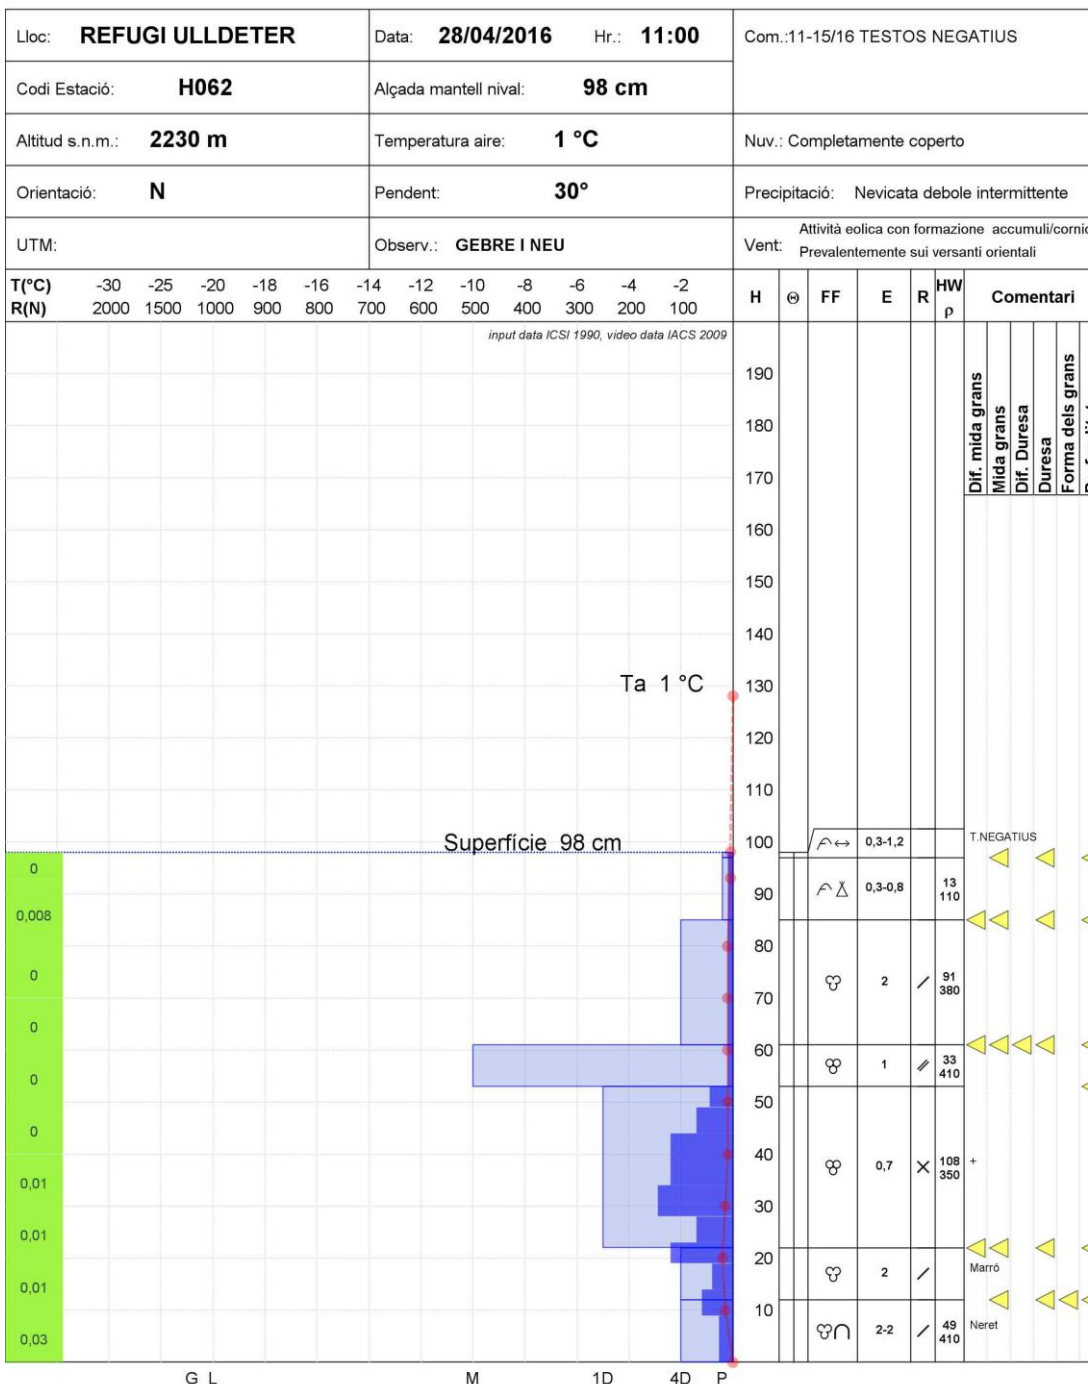 Lloc: REFUGI ULLDETER Data: 28/04/2016 Hr.: 11:00 Com.:11-15/16 TESTOS NEGATIUS
Codi Estació: H062 Alçada mantell nival: 98 cm
Altitud s.n.m.: 2230 m Temperatura aire: 1 °C Nuv.: Completamente coperto
Orientació: N Pendent: 30° Precipitació: Nevicata debole intermittente
UTM: Observ.: GEBRE I NEU Vent: Attività eolica con formazione accumuli/cornic
Prevalentemente sui versanti orientali
T(°C) -30 -25 -20 -18 -16 -14 -12 -10 -8 -6 -4 -2 H Θ FF E R HW ρ Comentari
R(N) 2000 1500 1000 900 800 700 600 500 400 300 200 100
input data ICSI 1990, video data IACS 2009
Dif. mida grans
Mida grans
Dif. Duresa
Duresa
Forma dels grans
190
180
170
160
150
140
Ta 1 °C 130
120
110
Superfície 98 cm 100 0,3-1,2 T.NEGATIUS
0 90 0,3-0,8 13 110
0,008 80
0 70 2 91 380
0 60 1 33 410
0 50
0 40 0,7 108 350 +
0,01 30
0,01 20 2 Marró
0,01 10
0,03 2-2 49 410 Neret
G L M 1D 4D P